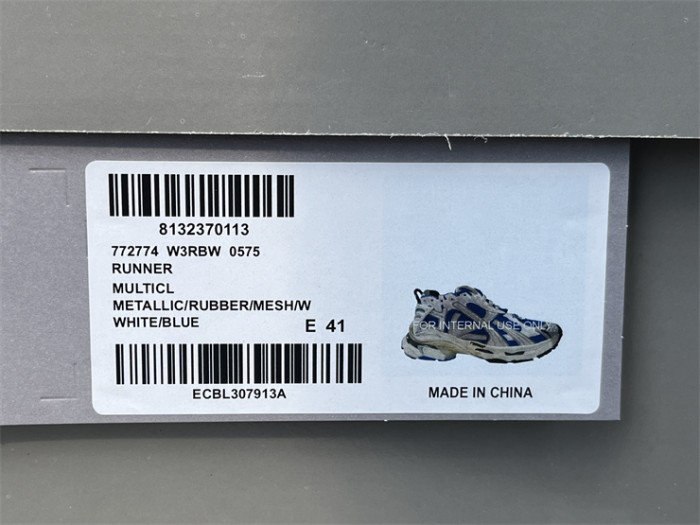 8132370113
772774 W3RBW 0575
RUNNER
MULTICL
METALLIC/RUBBER/MESH/W
WHITE/BLUE
E 41
ECBL307913A
FOR INTERNAL USE ONLY
MADE IN CHINA